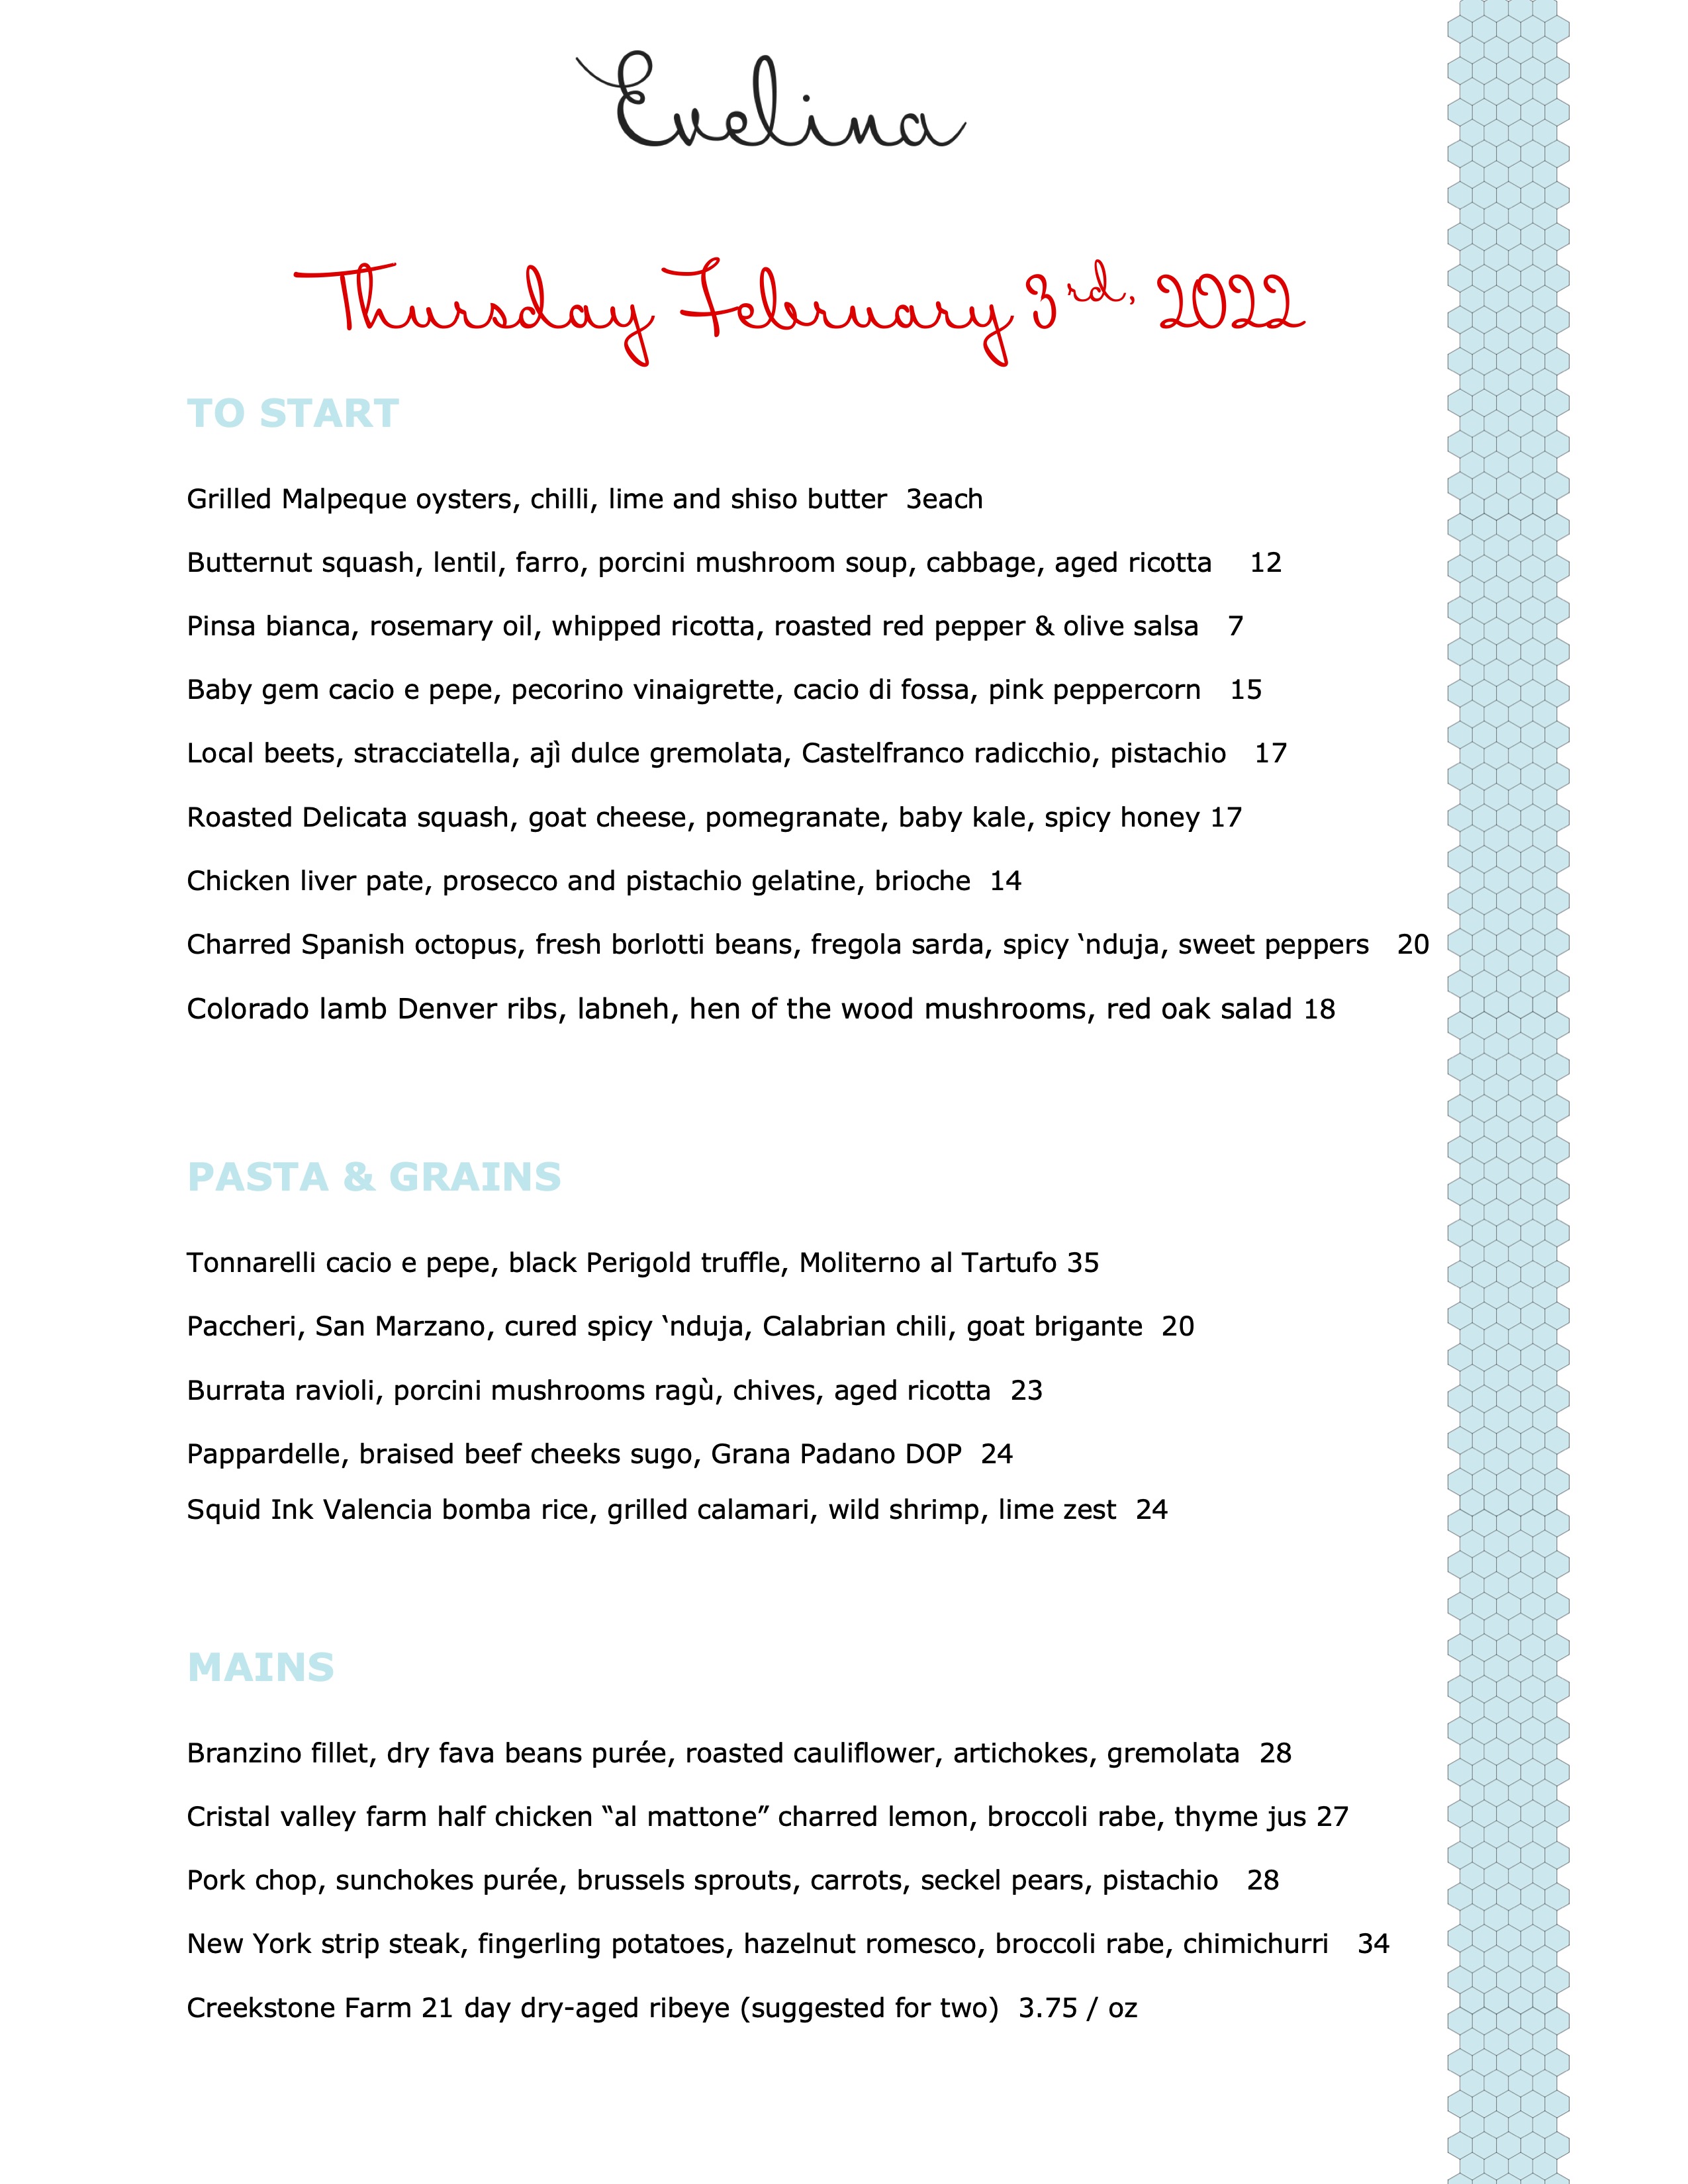 Evelina
Thursday February 3rd, 2022
TO START
Grilled Malpeque oysters, chilli, lime and shiso butter  3each
Butternut squash, lentil, farro, porcini mushroom soup, cabbage, aged ricotta    12
Pinsa bianca, rosemary oil, whipped ricotta, roasted red pepper & olive salsa   7
Baby gem cacio e pepe, pecorino vinaigrette, cacio di fossa, pink peppercorn   15
Local beets, stracciatella, ajì dulce gremolata, Castelfranco radicchio, pistachio   17
Roasted Delicata squash, goat cheese, pomegranate, baby kale, spicy honey 17
Chicken liver pate, prosecco and pistachio gelatine, brioche  14
Charred Spanish octopus, fresh borlotti beans, fregola sarda, spicy ‘nduja, sweet peppers   20
Colorado lamb Denver ribs, labneh, hen of the wood mushrooms, red oak salad 18
PASTA & GRAINS
Tonnarelli cacio e pepe, black Perigold truffle, Moliterno al Tartufo 35
Paccheri, San Marzano, cured spicy ‘nduja, Calabrian chili, goat brigante  20
Burrata ravioli, porcini mushrooms ragù, chives, aged ricotta  23
Pappardelle, braised beef cheeks sugo, Grana Padano DOP  24
Squid Ink Valencia bomba rice, grilled calamari, wild shrimp, lime zest  24
MAINS
Branzino fillet, dry fava beans purée, roasted cauliflower, artichokes, gremolata  28
Cristal valley farm half chicken “al mattone” charred lemon, broccoli rabe, thyme jus 27
Pork chop, sunchokes purée, brussels sprouts, carrots, seckel pears, pistachio   28
New York strip steak, fingerling potatoes, hazelnut romesco, broccoli rabe, chimichurri   34
Creekstone Farm 21 day dry-aged ribeye (suggested for two)  3.75 / oz